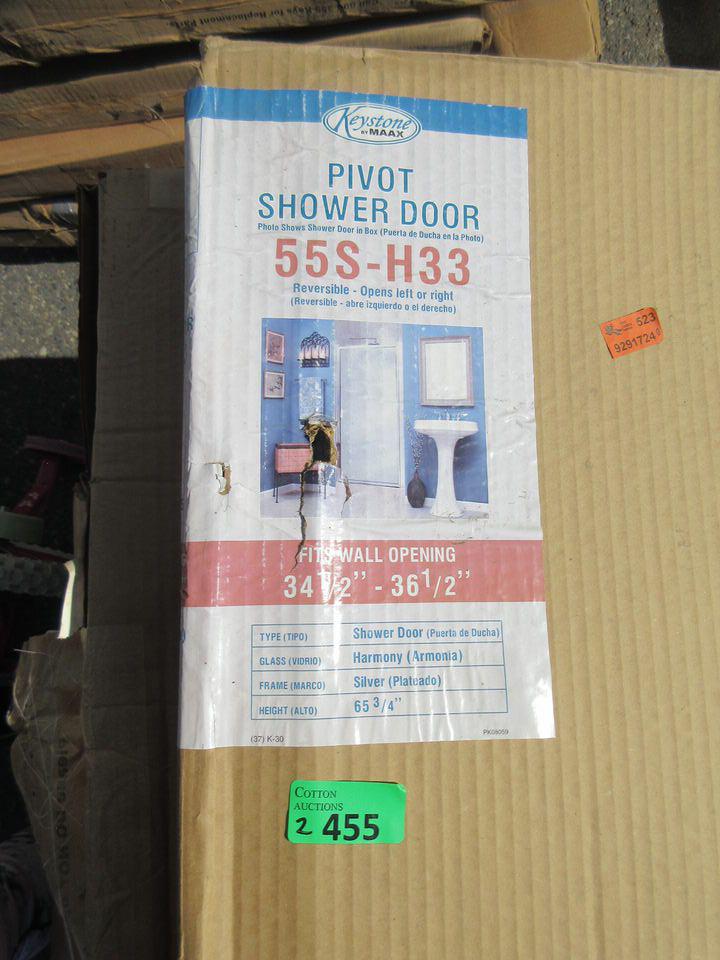 Keystone
BY MAAX
PIVOT
SHOWER DOOR
Photo Shows Shower Door in Box (Puerta de Ducha en la Photo)
55S-H33
Reversible - Opens left or right
(Reversible - abre izquierdo o el derecho)
523
9291724
FITS WALL OPENING
34 1/2" - 36 1/2"
TYPE (TIPO) Shower Door (Puerta de Ducha)
GLASS (VIDRIO) Harmony (Armonia)
FRAME (MARCO) Silver (Plateado)
HEIGHT (ALTO) 65 3/4"
(37) K-30 PK08059
COTTON
AUCTIONS
2 455